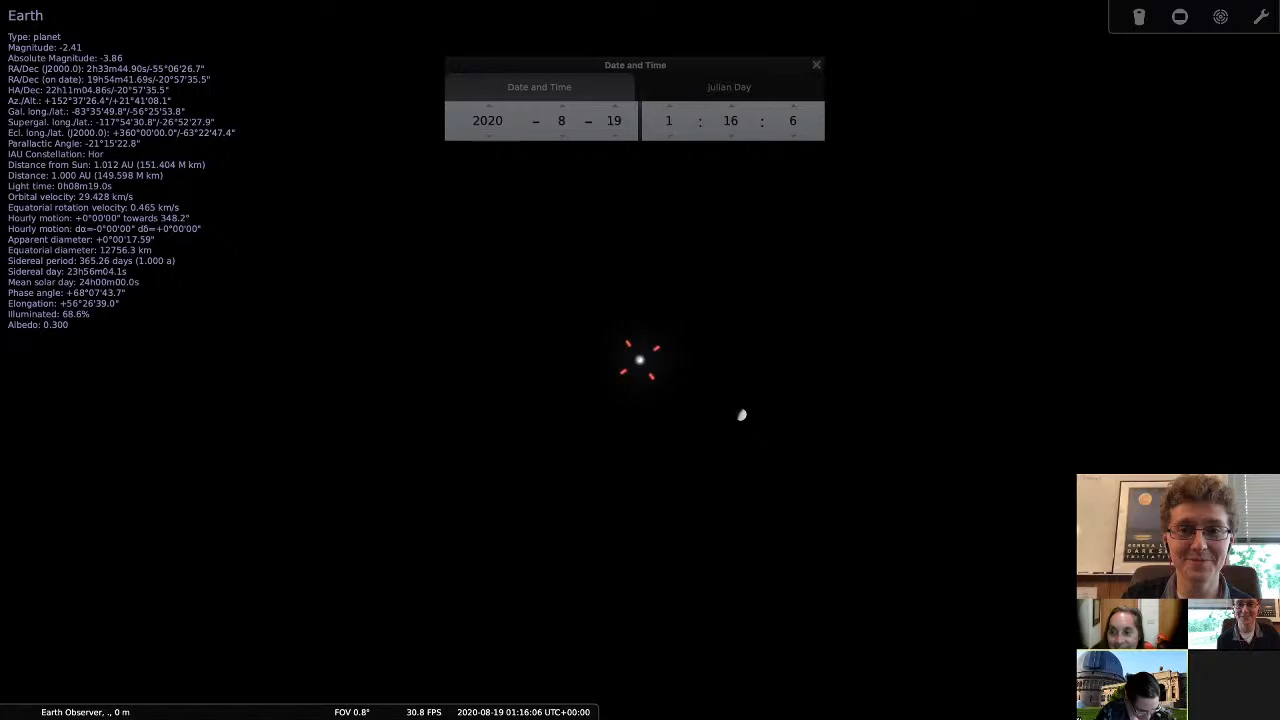 Earth
Type: planet
Magnitude: -2.41
Absolute Magnitude: -3.86
RA/Dec (J2000.0): 2h33m44.90s/-55°06'26.7"
RA/Dec (on date): 19h54m41.69s/-20°57'35.5"
HA/Dec: 22h11m04.86s/-20°57'35.5"
Az./Alt.: +152°37'26.4"/+21°41'08.1"
Gal. long./lat.: -83°35'49.8"/-56°25'53.8"
Supergal. long./lat.: -117°54'30.8"/-26°52'27.9"
Ecl. long./lat. (J2000.0): +360°00'00.0"/-63°22'47.4"
Parallactic Angle: -21°15'22.8"
IAU Constellation: Hor
Distance from Sun: 1.012 AU (151.404 M km)
Distance: 1.000 AU (149.598 M km)
Light time: 0h08m19.0s
Orbital velocity: 29.428 km/s
Equatorial rotation velocity: 0.465 km/s
Hourly motion: +0°00'00" towards 348.2°
Hourly motion: dα=-0°00'00" dδ=+0°00'00"
Apparent diameter: +0°00'17.59"
Equatorial diameter: 12756.3 km
Sidereal period: 365.26 days (1.000 a)
Sidereal day: 23h56m04.1s
Mean solar day: 24h00m00.0s
Phase angle: +68°07'43.7"
Elongation: +56°26'39.0"
Illuminated: 68.6%
Albedo: 0.300
Date and Time
Date and Time Julian Day
2020 - 8 - 19 1 : 16 : 6
DARK S
INITIATIV
Earth Observer, ., 0 m FOV 0.8° 30.8 FPS 2020-08-19 01:16:06 UTC+00:00